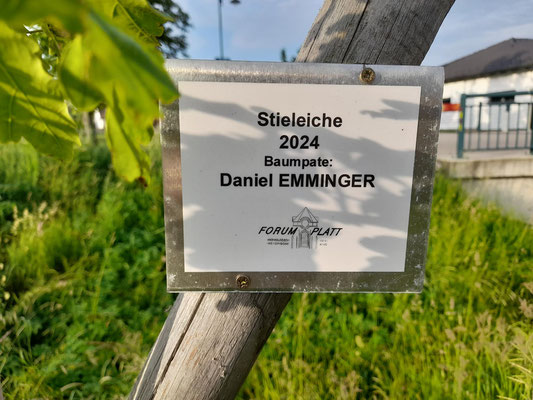 Stieleiche
2024
Baumpate:
Daniel EMMINGER
FORUM PLATT